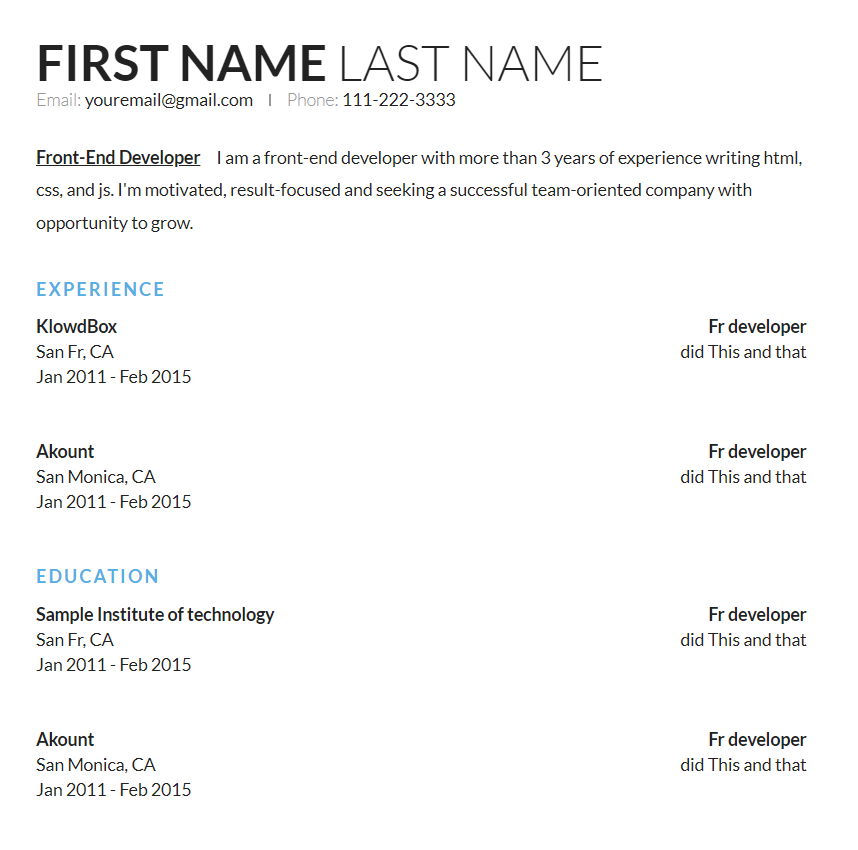 FIRST NAME LAST NAME
Email: youremail@gmail.com | Phone: 111-222-3333
Front-End Developer I am a front-end developer with more than 3 years of experience writing html,
css, and js. I'm motivated, result-focused and seeking a successful team-oriented company with
opportunity to grow.
EXPERIENCE
KlowdBox Fr developer
San Fr, CA did This and that
Jan 2011 - Feb 2015
Akount Fr developer
San Monica, CA did This and that
Jan 2011 - Feb 2015
EDUCATION
Sample Institute of technology Fr developer
San Fr, CA did This and that
Jan 2011 - Feb 2015
Akount Fr developer
San Monica, CA did This and that
Jan 2011 - Feb 2015